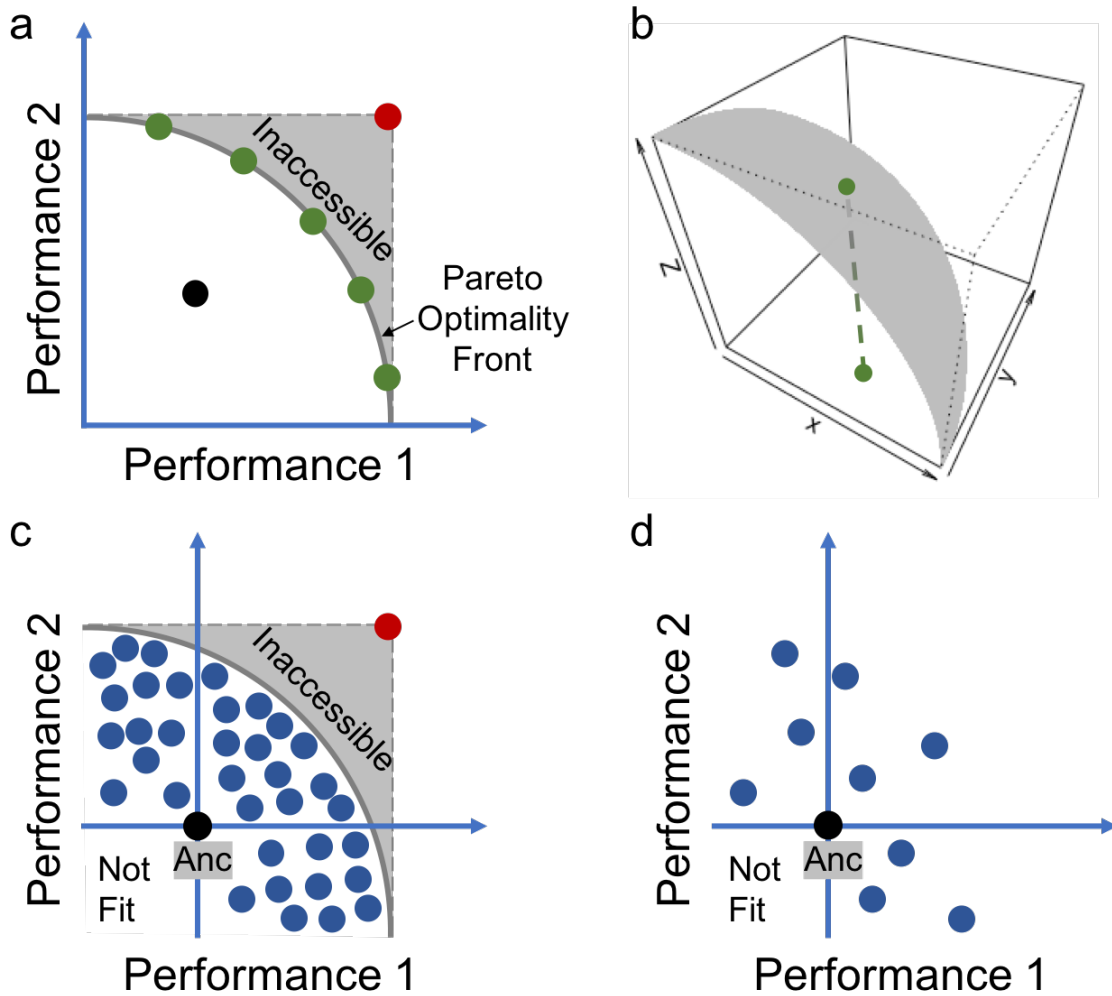 a
Performance 2
Inaccessible
Pareto
Optimality
Front
Performance 1
b
z
x
y
c
Performance 2
Inaccessible
Anc
Not
Fit
Performance 1
d
Performance 2
Anc
Not
Fit
Performance 1